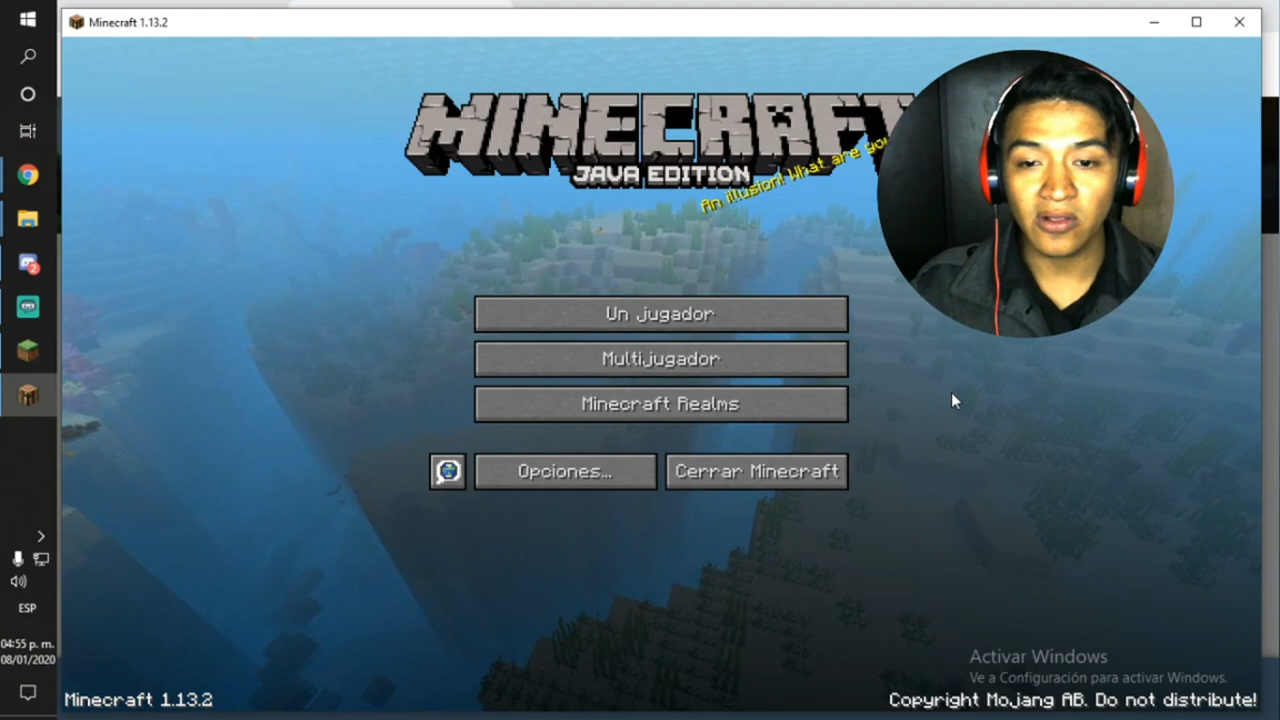 Minecraft 1.13.2
MINECRAFT
JAVA EDITION
An illusion! What are
Un jugador
Multijugador
Minecraft Realms
Opciones...
Cerrar Minecraft
2
ESP
04:55 p. m.
08/01/2020
Activar Windows
Ve a Configuración para activar Windows.
Minecraft 1.13.2
Copyright Mojang AB. Do not distribute!